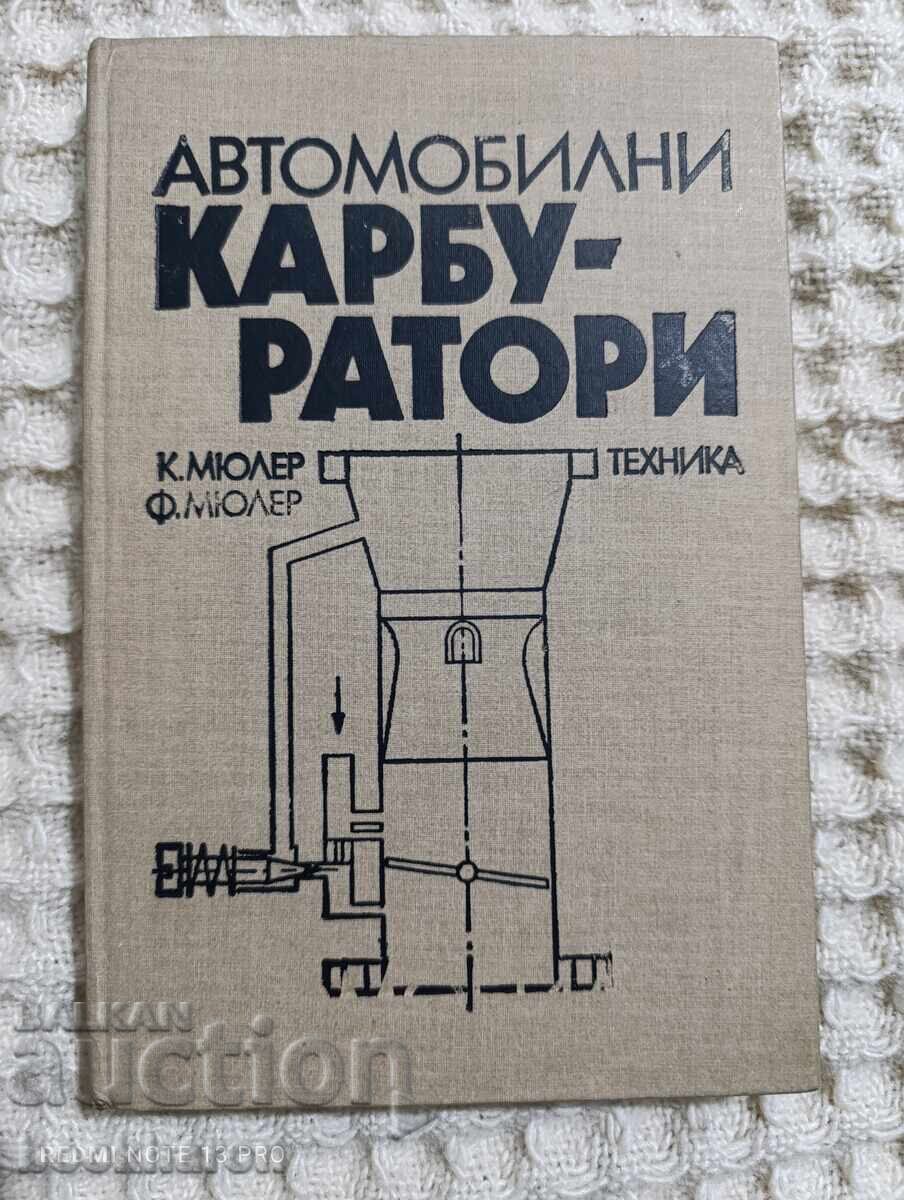 АВТОМОБИЛНИ
КАРБУ-
РАТОРИ
К. МЮЛЕР
Ф. МЮЛЕР
ТЕХНИКА
BALKAN
auction
REDMI NOTE 13 PRO